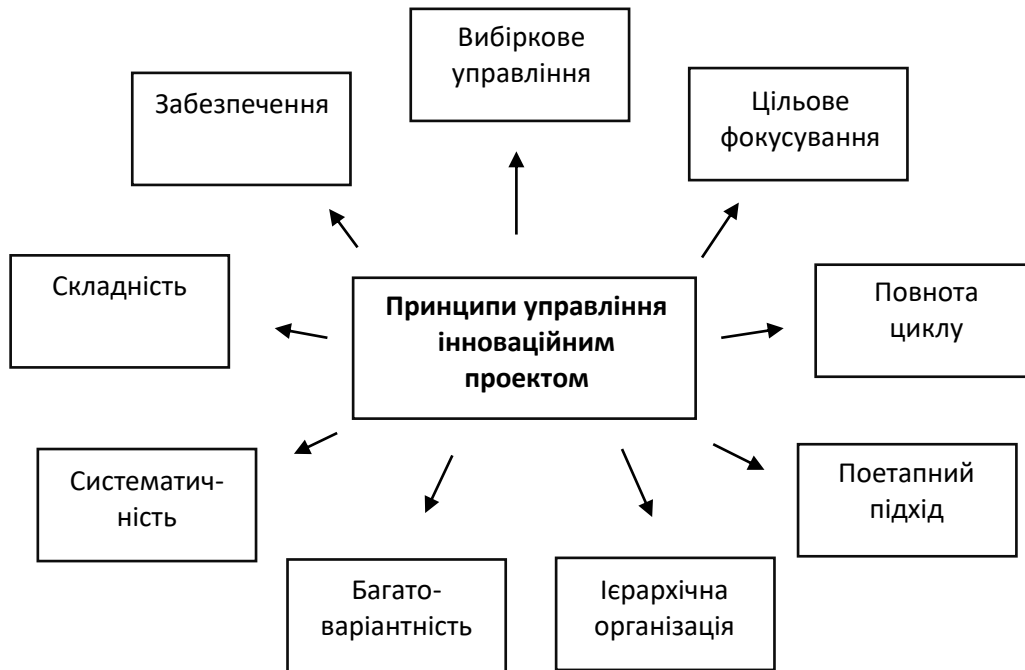 Вибіркове
управління
Забезпечення
Цільове
фокусування
Складність
Принципи управління
інноваційним
проектом
Повнота
циклу
Систематич-
ність
Поетапний
підхід
Багато-
варіантність
Ієрархічна
організація